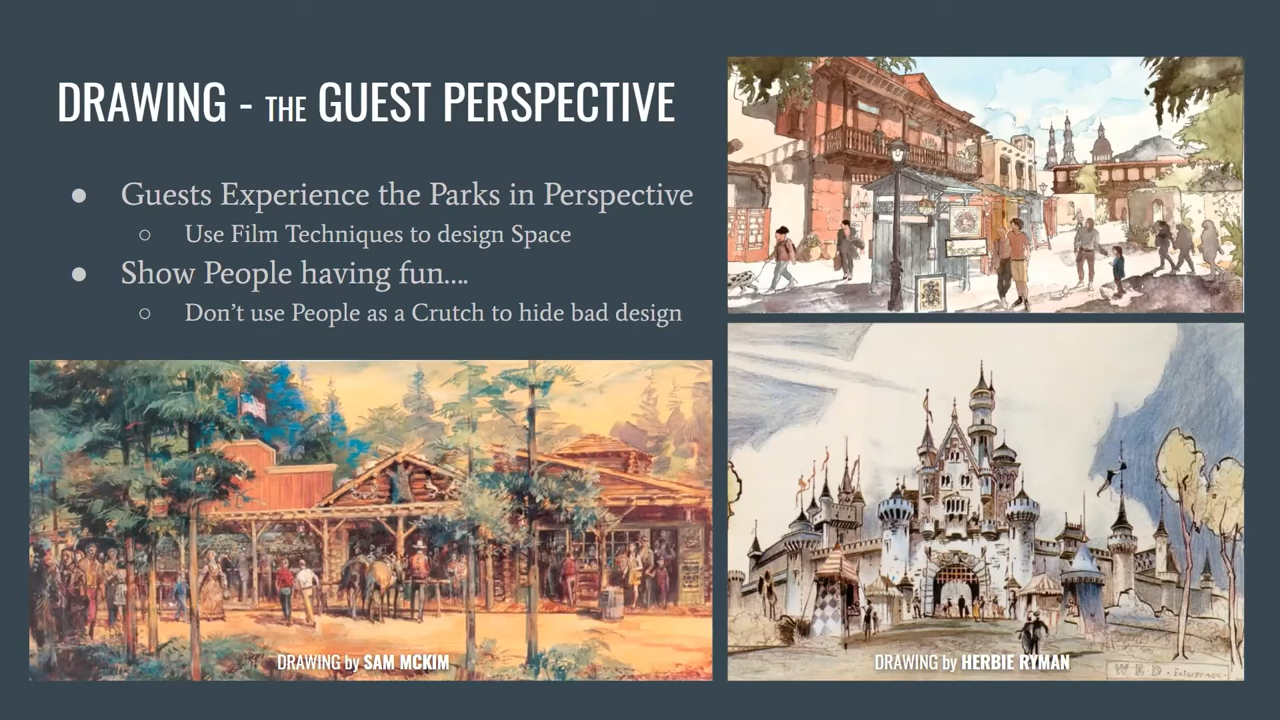 DRAWING - THE GUEST PERSPECTIVE
● Guests Experience the Parks in Perspective
○ Use Film Techniques to design Space
● Show People having fun....
○ Don't use People as a Crutch to hide bad design
DRAWING by SAM MCKIM
DRAWING by HERBIE RYMAN
W E D . Enterprises